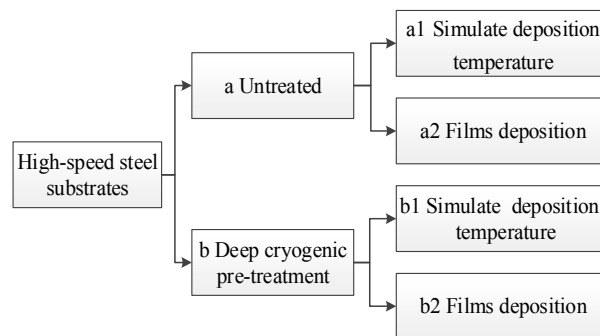 High-speed steel
substrates
a Untreated
b Deep cryogenic
pre-treatment
a1 Simulate deposition
temperature
a2 Films deposition
b1 Simulate deposition
temperature
b2 Films deposition